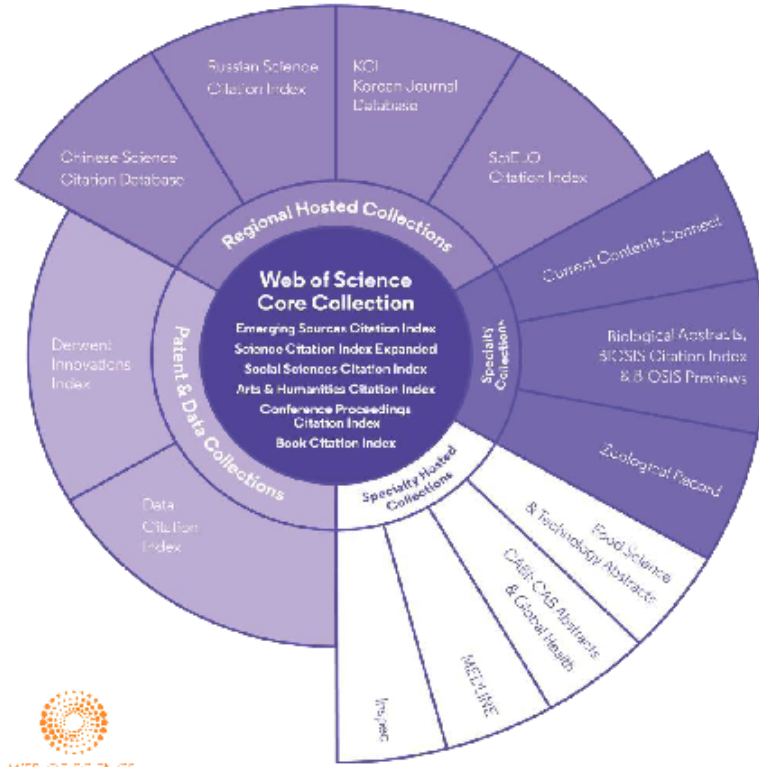 Russian Science
Citation Index
KCI
Korean Journal
Database
Chinese Science
Citation Database
SciELO
Citation Index
Regional Hosted Collections
Current Contents Connect
Web of Science
Core Collection
Emerging Sources Citation Index
Science Citation Index Expanded
Social Sciences Citation Index
Arts & Humanities Citation Index
Conference Proceedings
Citation Index
Book Citation Index
Specialty
Collections
Biological Abstracts,
BIOSIS Citation Index
& BIOSIS Previews
Derwent
Innovations
Index
Patent & Data Collections
Zoological Record
Specialty Hosted
Collections
Data
Citation
Index
Food Science
& Technology Abstracts
CABI: CAB Abstracts
& Global Health
MEDLINE
Inspec
WEB OF SCIENCE